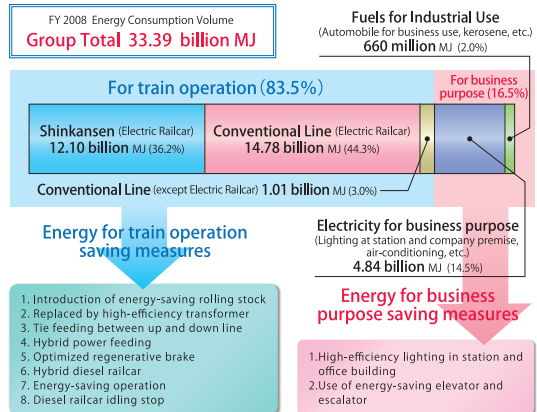 FY 2008 Energy Consumption Volume
Group Total 33.39 billion MJ
Fuels for Industrial Use
(Automobile for business use, kerosene, etc.)
660 million MJ (2.0%)
For train operation (83.5%)
For business
purpose (16.5%)
Shinkansen (Electric Railcar)
12.10 billion MJ (36.2%)
Conventional Line (Electric Railcar)
14.78 billion MJ (44.3%)
Conventional Line (except Electric Railcar) 1.01 billion MJ (3.0%)
Electricity for business purpose
(Lighting at station and company premise,
air-conditioning, etc.)
4.84 billion MJ (14.5%)
Energy for train operation
saving measures
1. Introduction of energy-saving rolling stock
2. Replaced by high-efficiency transformer
3. Tie feeding between up and down line
4. Hybrid power feeding
5. Optimized regenerative brake
6. Hybrid diesel railcar
7. Energy-saving operation
8. Diesel railcar idling stop
Energy for business
purpose saving measures
1.High-efficiency lighting in station and
office building
2.Use of energy-saving elevator and
escalator